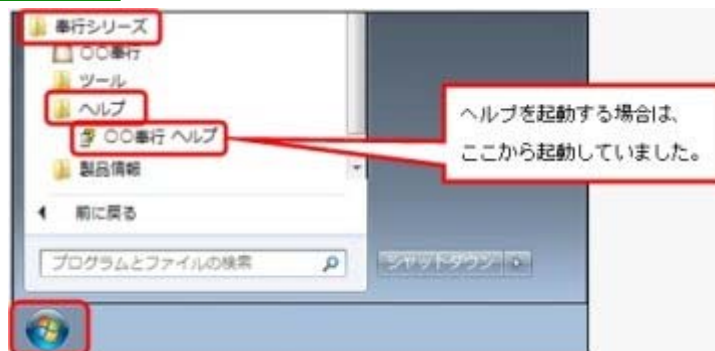 奉行シリーズ
〇〇奉行
ツール
ヘルプ
〇〇奉行 ヘルプ
製品情報
前に戻る
プログラムとファイルの検索
シャットダウン
ヘルプを起動する場合は、
ここから起動していました。